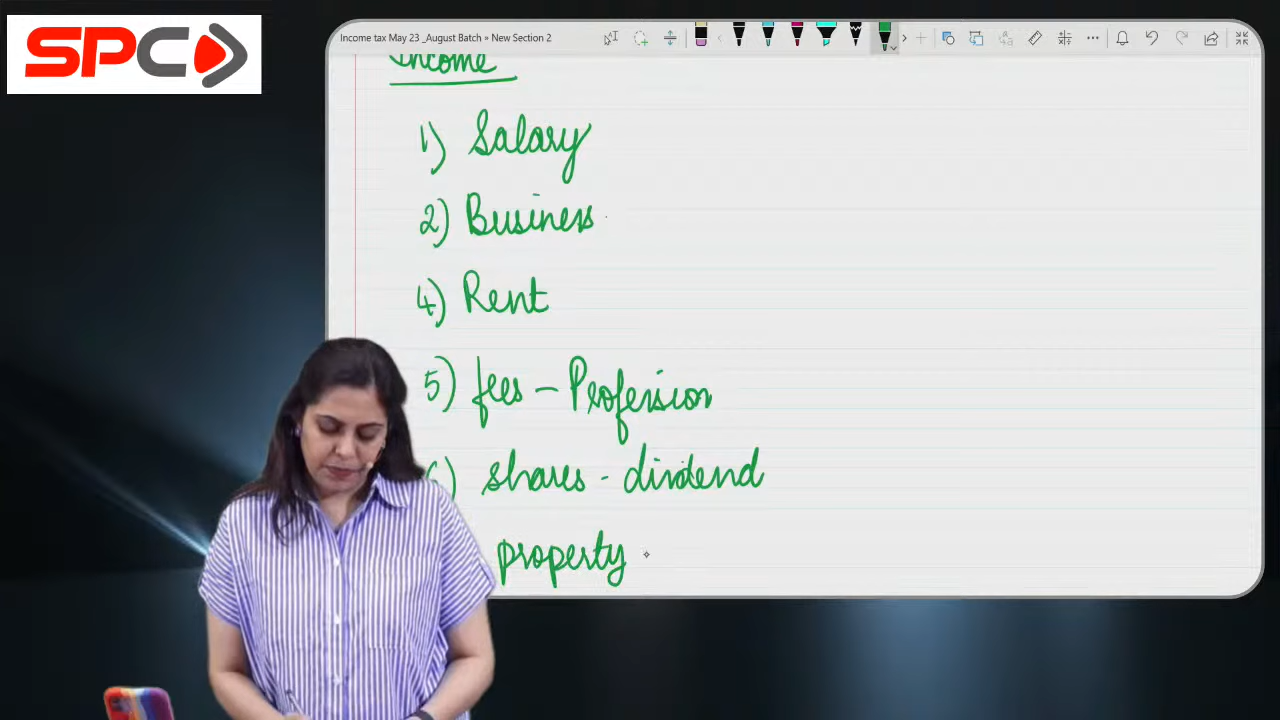 SPC
Income tax May 23 _August Batch » New Section 2
Income
1) Salary
2) Business
4) Rent
5) fees - Profession
6) shares - dividend
property